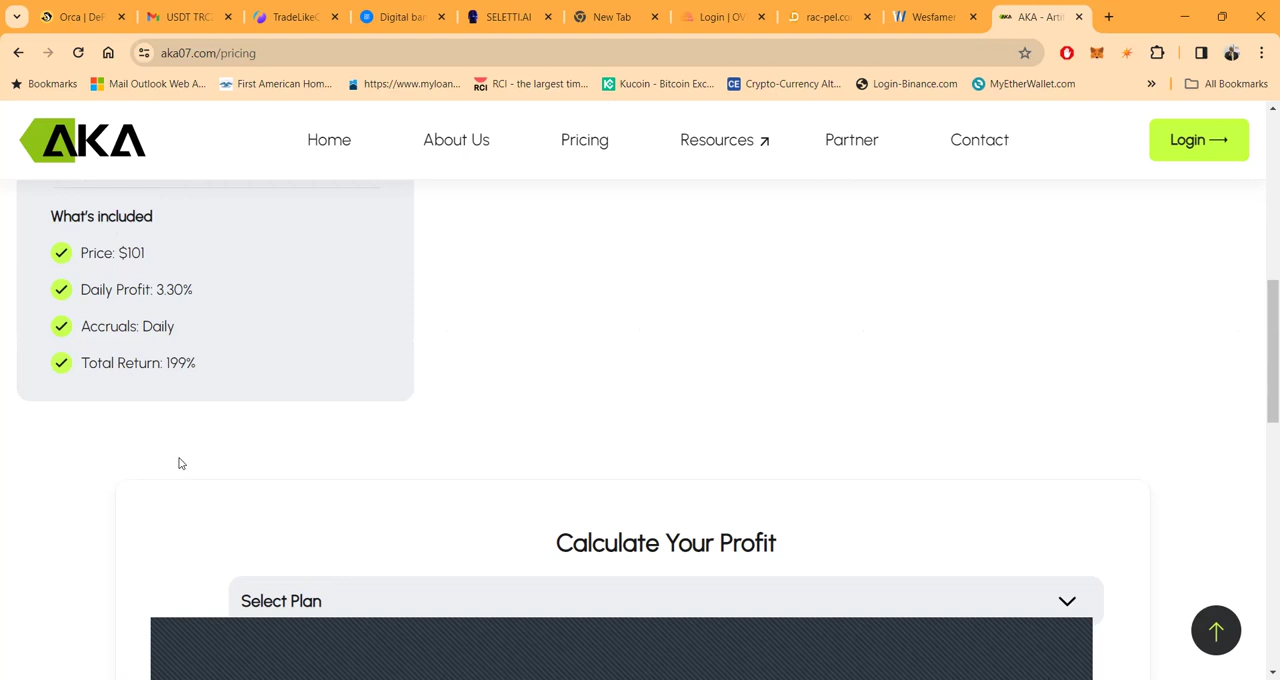 Orca | DeF
USDT TRC
TradeLikeC
Digital ban
SELETTI.AI
New Tab
Login | OV
rac-pel.co
Wesfarmer
AKA - Arti
aka07.com/pricing
Bookmarks
Mail Outlook Web A...
First American Hom...
https://www.myloan...
RCI - the largest tim...
Kucoin - Bitcoin Exc...
Crypto-Currency Alt...
Login-Binance.com
MyEtherWallet.com
»
All Bookmarks
AKA
Home
About Us
Pricing
Resources
Partner
Contact
Login
What's included
Price: $101
Daily Profit: 3.30%
Accruals: Daily
Total Return: 199%
Calculate Your Profit
Select Plan